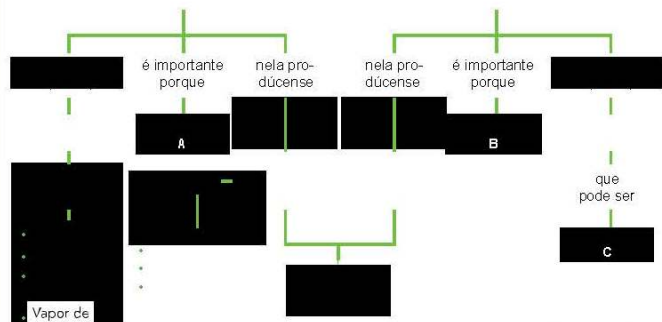 é importante
porque
nela pro-
dúcense
nela pro-
dúcense
é importante
porque
A
B
que
pode ser
C
Vapor de